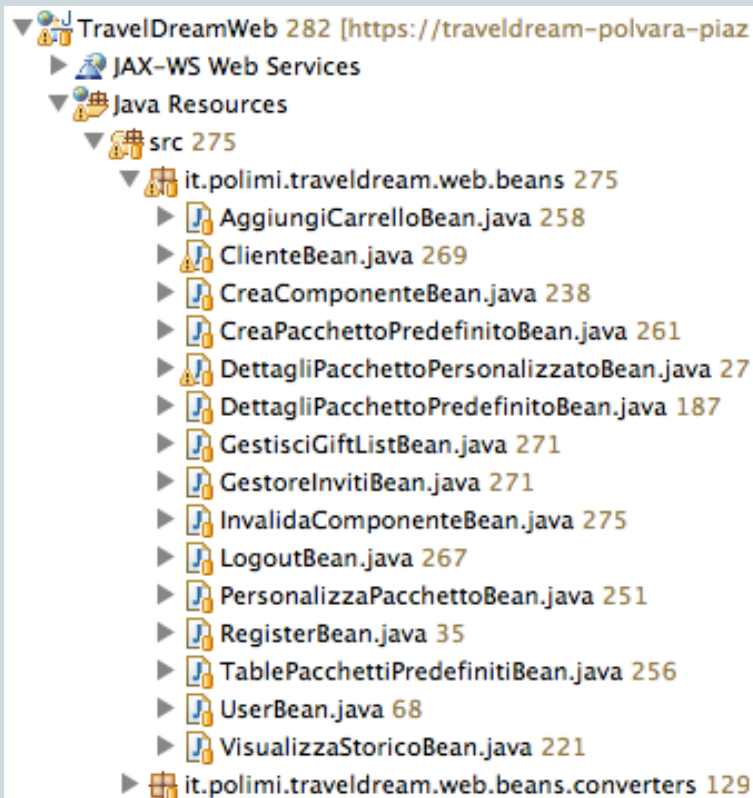 TravelDreamWeb 282 [https://traveldream-polvara-piaz
JAX-WS Web Services
Java Resources
src 275
it.polimi.traveldream.web.beans 275
AggiungiCarrelloBean.java 258
ClienteBean.java 269
CreaComponenteBean.java 238
CreaPacchettoPredefinitoBean.java 261
DettagliPacchettoPersonalizzatoBean.java 27
DettagliPacchettoPredefinitoBean.java 187
GestisciGiftListBean.java 271
GestoreInvitiBean.java 271
InvalidaComponenteBean.java 275
LogoutBean.java 267
PersonalizzaPacchettoBean.java 251
RegisterBean.java 35
TablePacchettiPredefinitiBean.java 256
UserBean.java 68
VisualizzaStoricoBean.java 221
it.polimi.traveldream.web.beans.converters 129